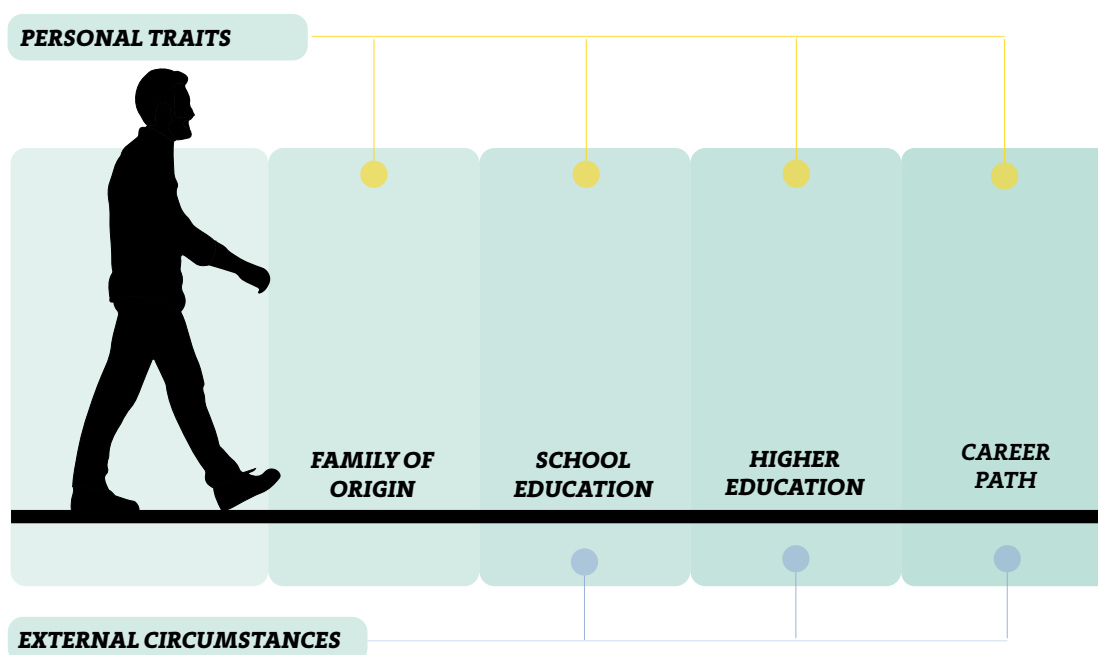 PERSONAL TRAITS
FAMILY OF
ORIGIN
SCHOOL
EDUCATION
HIGHER
EDUCATION
CAREER
PATH
EXTERNAL CIRCUMSTANCES